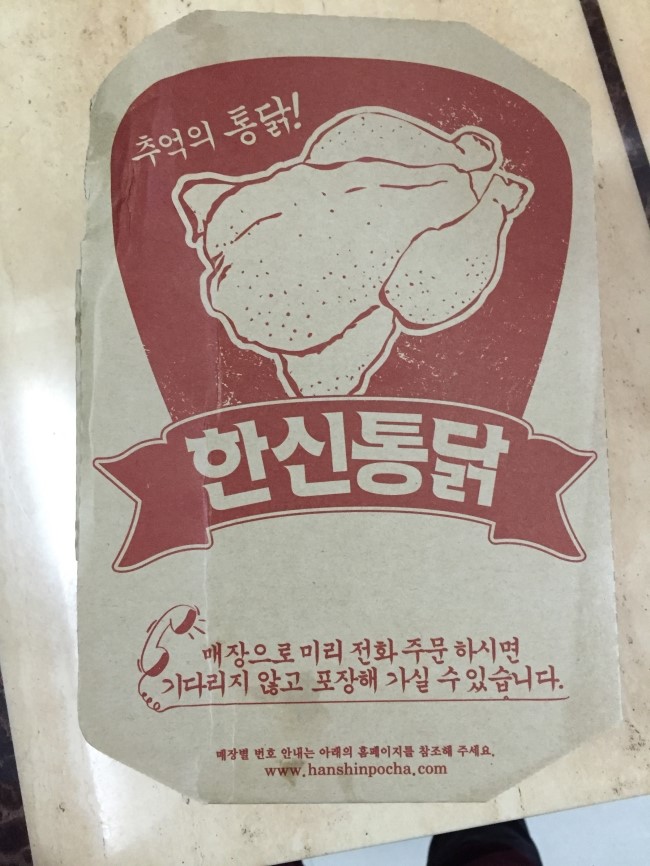 추억의 통닭!
한신통닭
매장으로 미리 전화 주문 하시면
기다리지 않고 포장해 가실 수 있습니다.
매장별 번호 안내는 아래의 홈페이지를 참조해 주세요.
www.hanshinpocha.com